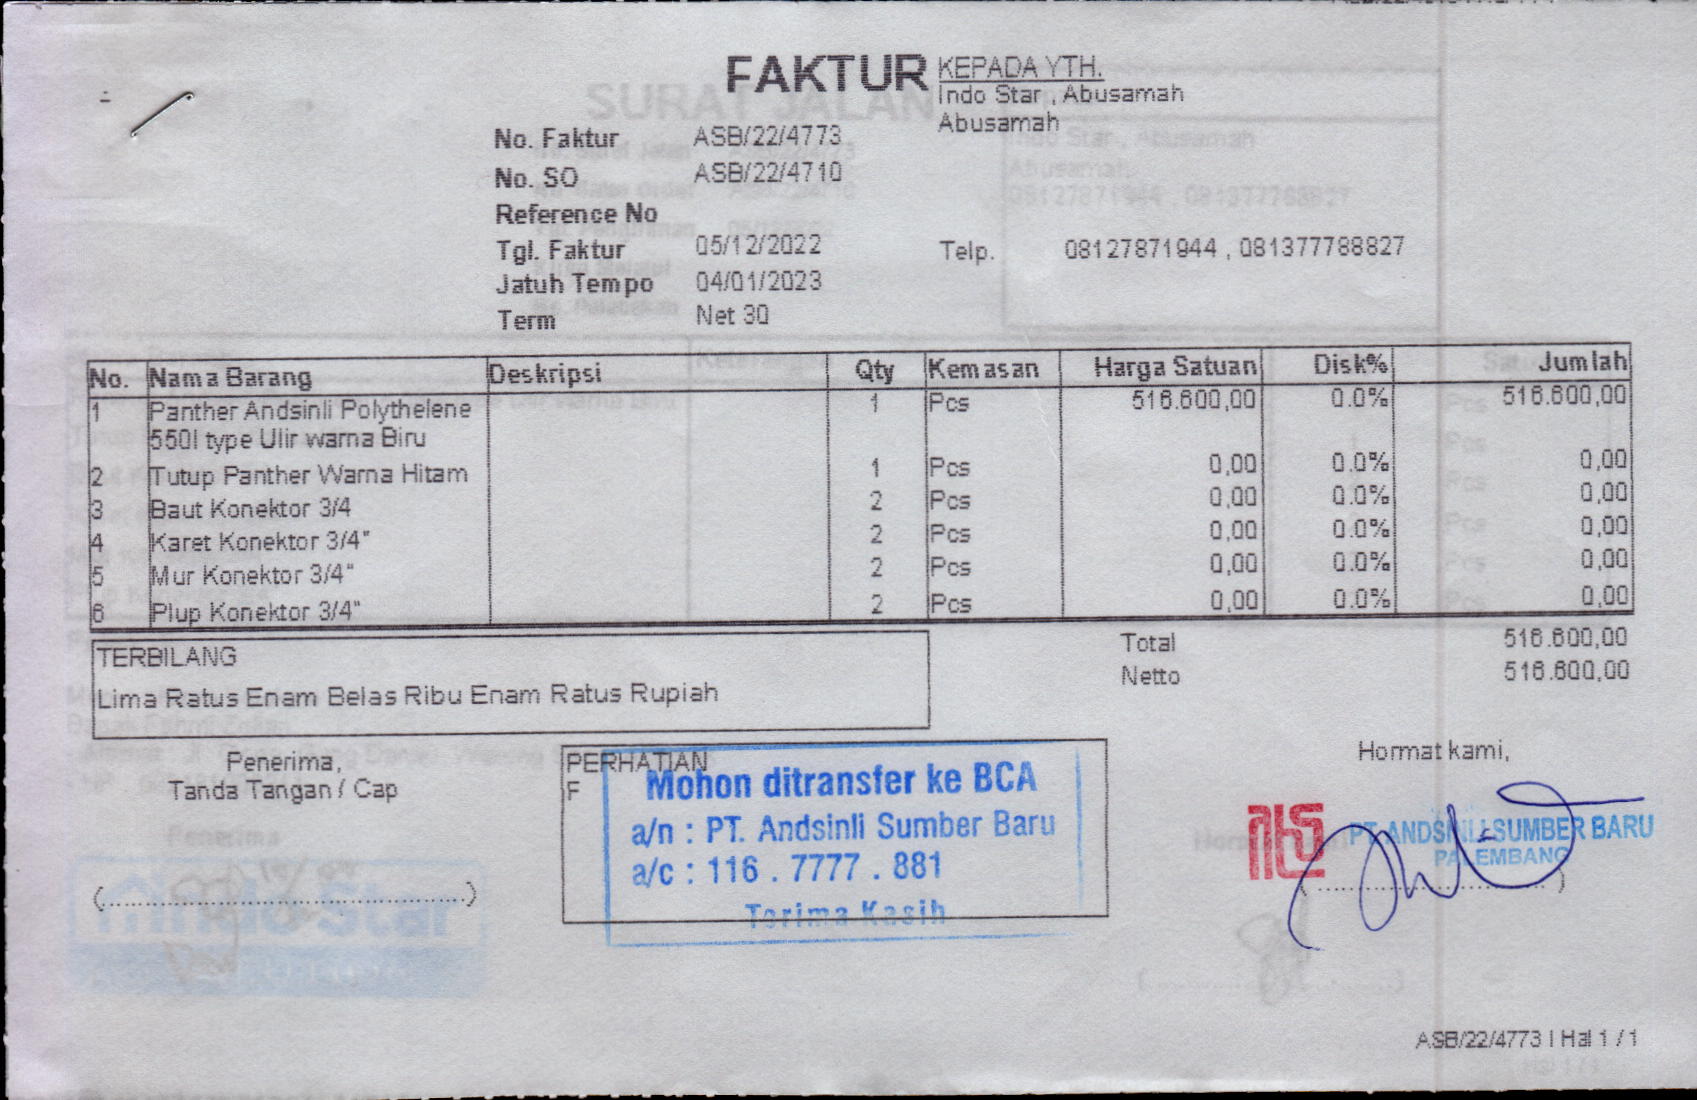 FAKTUR
KEPADA YTH.
Indo Star , Abusamah
Abusamah
No. Faktur ASB/22/4773
No. SO ASB/22/4710
Reference No
Tgl. Faktur 05/12/2022
Telp. 08127871944 , 081377788827
Jatuh Tempo 04/01/2023
Term Net 30
No. Nama Barang Deskripsi Qty Kemasan Harga Satuan Disk% Jumlah
1 Panther Andsinli Polythelene 1 Pcs 516.600,00 0.0% 516.600,00
550l type Ulir warna Biru
2 Tutup Panther Warna Hitam 1 Pcs 0,00 0.0% 0,00
3 Baut Konektor 3/4 2 Pcs 0,00 0.0% 0,00
4 Karet Konektor 3/4" 2 Pcs 0,00 0.0% 0,00
5 Mur Konektor 3/4" 2 Pcs 0,00 0.0% 0,00
6 Plup Konektor 3/4" 2 Pcs 0,00 0.0% 0,00
Total 516.600,00
Netto 516.600,00
TERBILANG
Lima Ratus Enam Belas Ribu Enam Ratus Rupiah
Penerima,
Tanda Tangan / Cap
(..................................................)
PERHATIAN
F
Mohon ditransfer ke BCA
a/n : PT. Andsinli Sumber Baru
a/c : 116 . 7777 . 881
Terima Kasih
Hormat kami,
PT. ANDSINLI SUMBER BARU
PALEMBANG
ASB/22/4773 | Hal 1 / 1